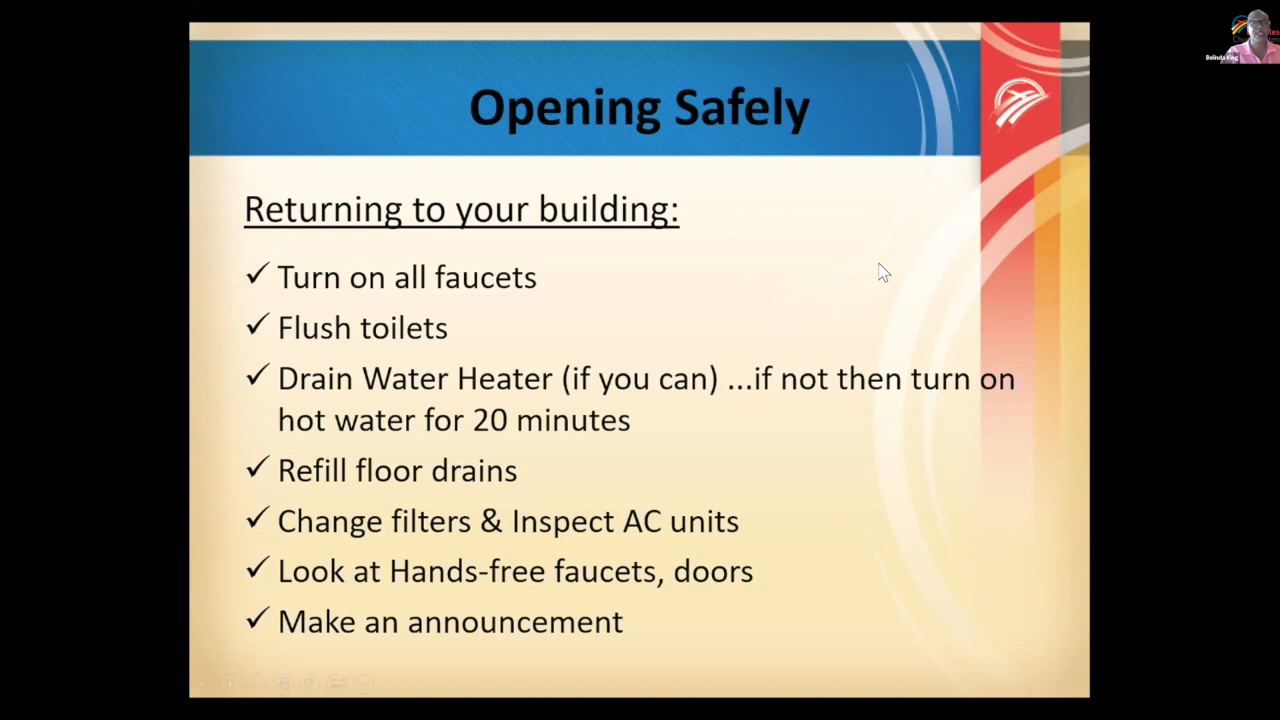 Opening Safely
Belinda King
Returning to your building:
✓ Turn on all faucets
✓ Flush toilets
✓ Drain Water Heater (if you can) ...if not then turn on
hot water for 20 minutes
✓ Refill floor drains
✓ Change filters & Inspect AC units
✓ Look at Hands-free faucets, doors
✓ Make an announcement